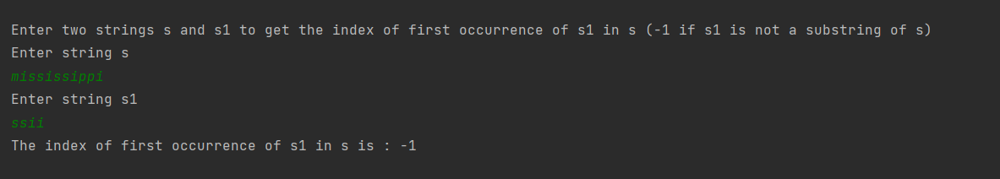 Enter two strings s and s1 to get the index of first occurrence of s1 in s (-1 if s1 is not a substring of s)
Enter string s
mississippi
Enter string s1
ssii
The index of first occurrence of s1 in s is : -1